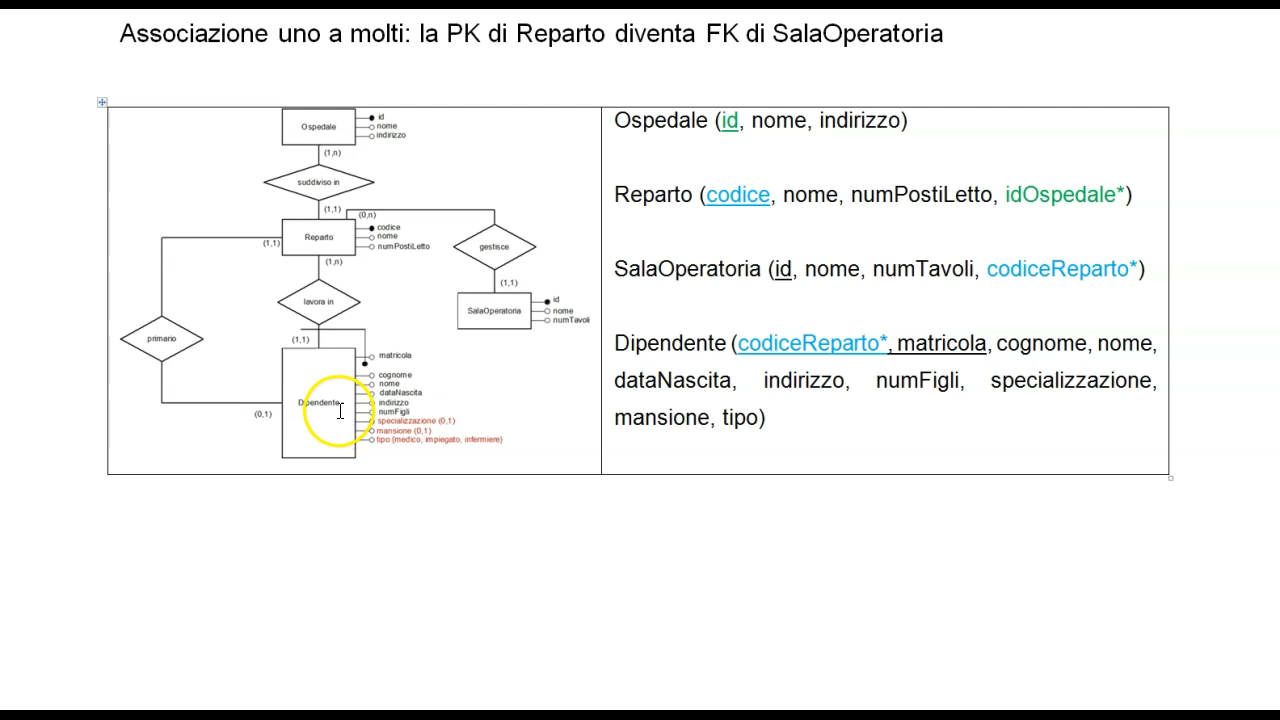 Associazione uno a molti: la PK di Reparto diventa FK di SalaOperatoria
Ospedale
id
nome
indirizzo
(1,n)
suddiviso in
(1,1)
(0,n)
Reparto
codice
nome
numPostiLetto
(1,1)
(1,n)
gestisce
(1,1)
lavora in
SalaOperatoria
id
nome
numTavoli
primario
(1,1)
matricola
Dipendente
cognome
nome
dataNascita
indirizzo
numFigli
specializzazione (0,1)
mansione (0,1)
tipo (medico, impiegato, infermiere)
(0,1)
Ospedale (id, nome, indirizzo)
Reparto (codice, nome, numPostiLetto, idOspedale*)
SalaOperatoria (id, nome, numTavoli, codiceReparto*)
Dipendente (codiceReparto*, matricola, cognome, nome,
dataNascita, indirizzo, numFigli, specializzazione,
mansione, tipo)